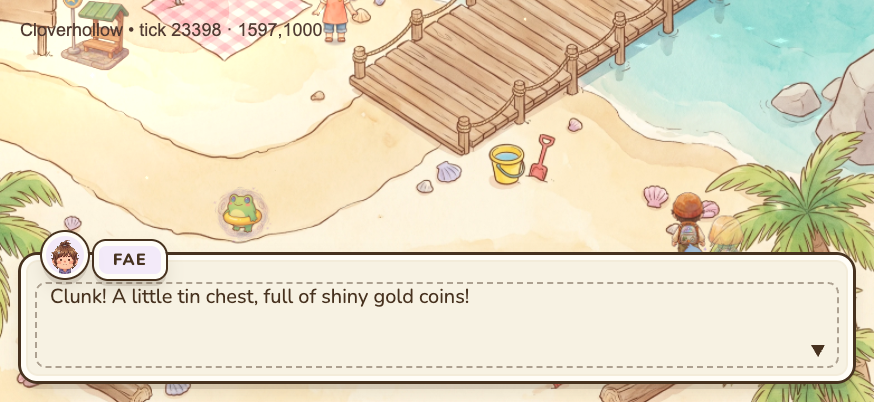 Cloverhollow • tick 23398 · 1597,1000
FAE
Clunk! A little tin chest, full of shiny gold coins!